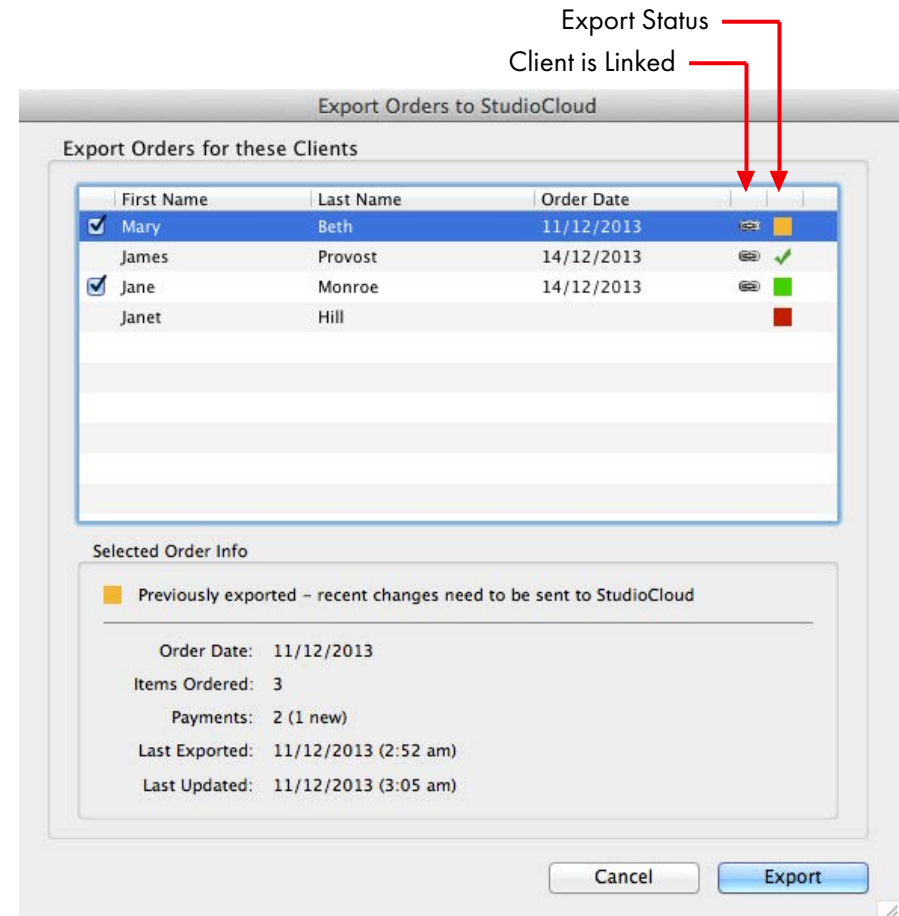 Export Status
Client is Linked
Export Orders to StudioCloud
Export Orders for these Clients
First Name Last Name Order Date
Mary Beth 11/12/2013
James Provost 14/12/2013
Jane Monroe 14/12/2013
Janet Hill
Selected Order Info
Previously exported – recent changes need to be sent to StudioCloud
Order Date: 11/12/2013
Items Ordered: 3
Payments: 2 (1 new)
Last Exported: 11/12/2013 (2:52 am)
Last Updated: 11/12/2013 (3:05 am)
Cancel Export